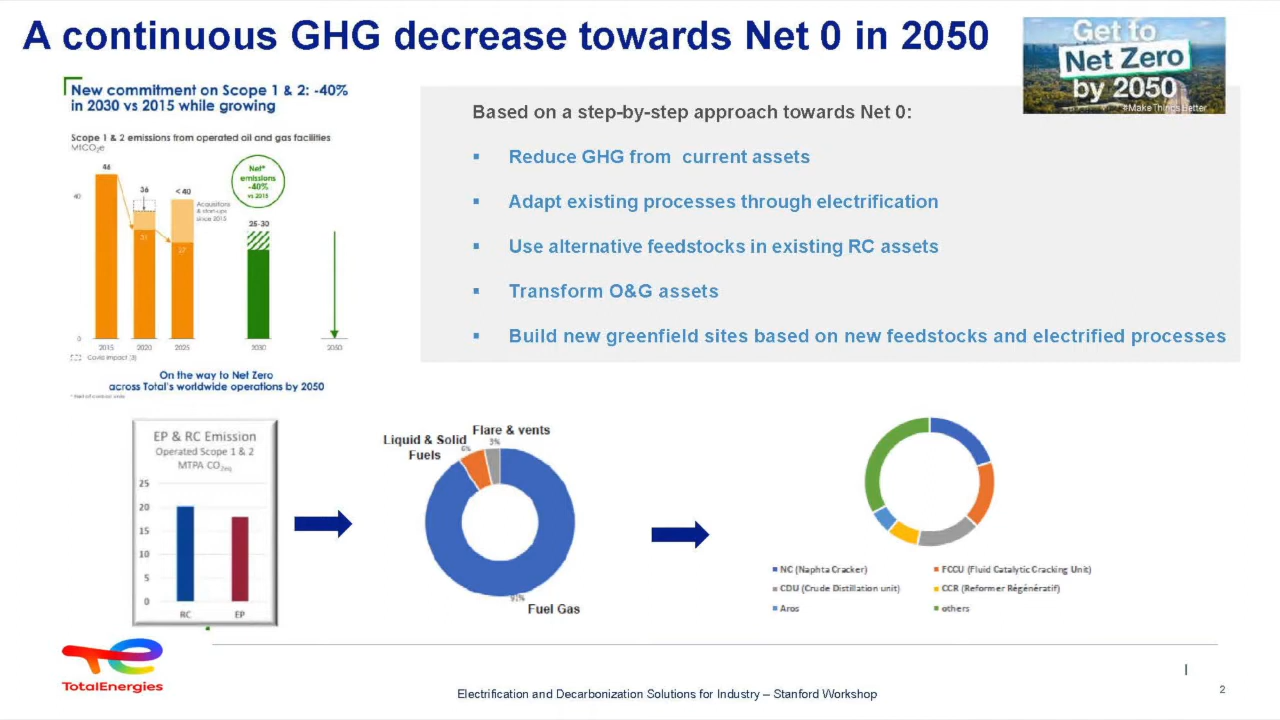 A continuous GHG decrease towards Net 0 in 2050
Get to
Net Zero
by 2050
#MakeThingsBetter
New commitment on Scope 1 & 2: -40%
in 2030 vs 2015 while growing
Scope 1 & 2 emissions from operated oil and gas facilities
MtCO2e
46
40
36
31
< 40
27
Acquisitions
& start-ups
since 2015
Net*
emissions
-40%
vs 2015
25-30
0
2015
2020
2025
2030
2050
Covid impact (3)
On the way to Net Zero
across Total's worldwide operations by 2050
Based on a step-by-step approach towards Net 0:
▪ Reduce GHG from current assets
▪ Adapt existing processes through electrification
▪ Use alternative feedstocks in existing RC assets
▪ Transform O&G assets
▪ Build new greenfield sites based on new feedstocks and electrified processes
EP & RC Emission
Operated Scope 1 & 2
MTPA CO2eq
25
20
15
10
5
0
RC
EP
Flare & vents
3%
Liquid & Solid
Fuels
6%
91%
Fuel Gas
NC (Naphta Cracker)
FCCU (Fluid Catalytic Cracking Unit)
CDU (Crude Distillation unit)
CCR (Reformer Régénératif)
Aros
others
TotalEnergies
Electrification and Decarbonization Solutions for Industry – Stanford Workshop
|
2